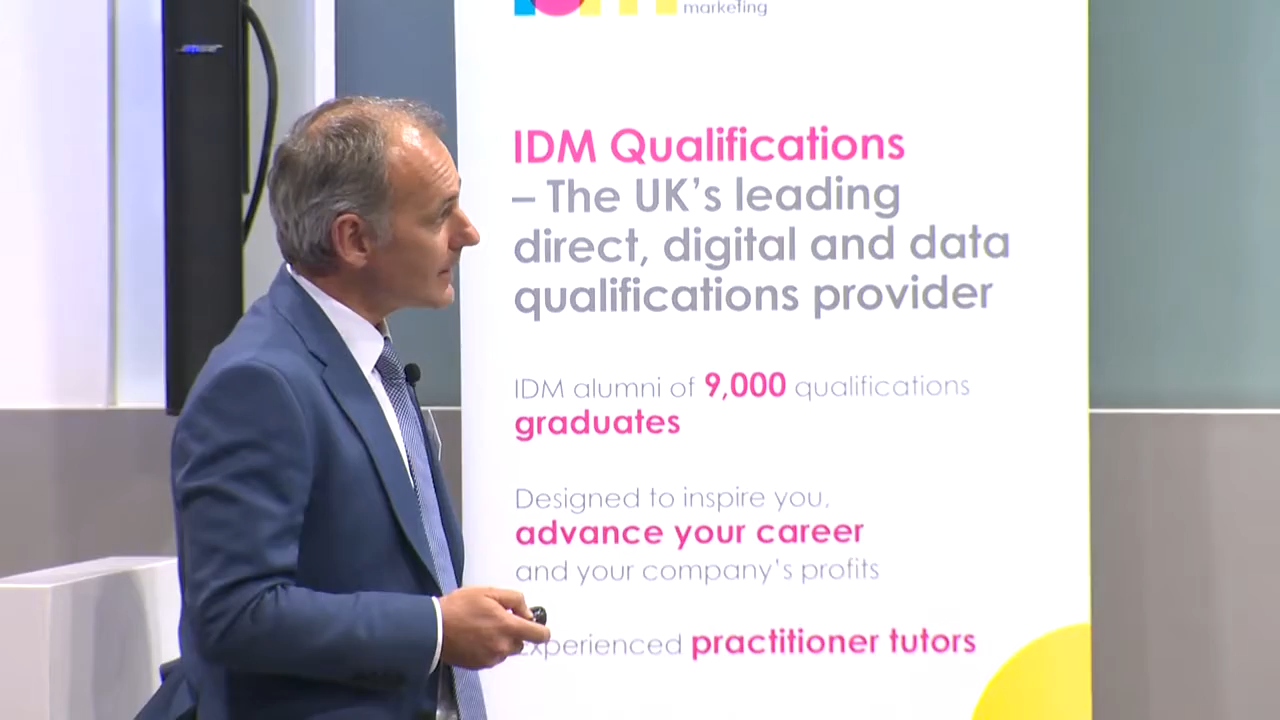 marketing
IDM Qualifications
– The UK's leading
direct, digital and data
qualifications provider
IDM alumni of 9,000 qualifications
graduates
Designed to inspire you,
advance your career
and your company's profits
experienced practitioner tutors